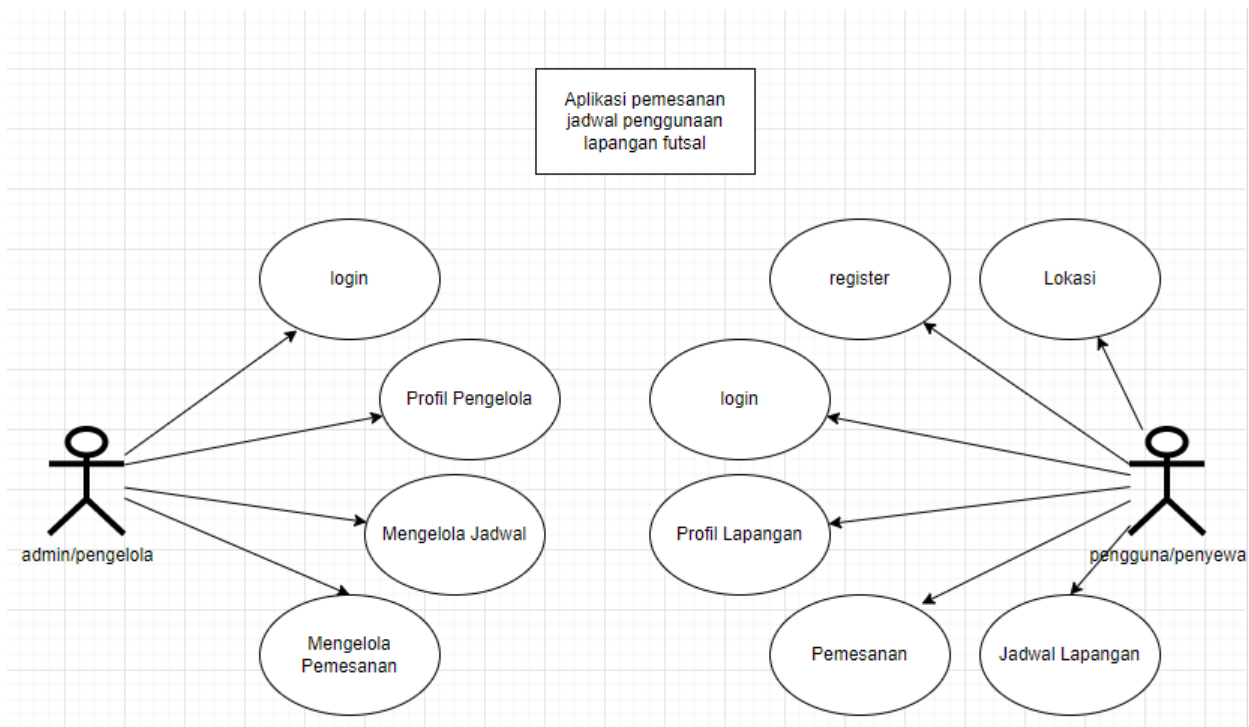 Aplikasi pemesanan
jadwal penggunaan
lapangan futsal
login
register
Lokasi
Profil Pengelola
login
Mengelola Jadwal
Profil Lapangan
admin/pengelola
pengguna/penyewa
Mengelola
Pemesanan
Pemesanan
Jadwal Lapangan